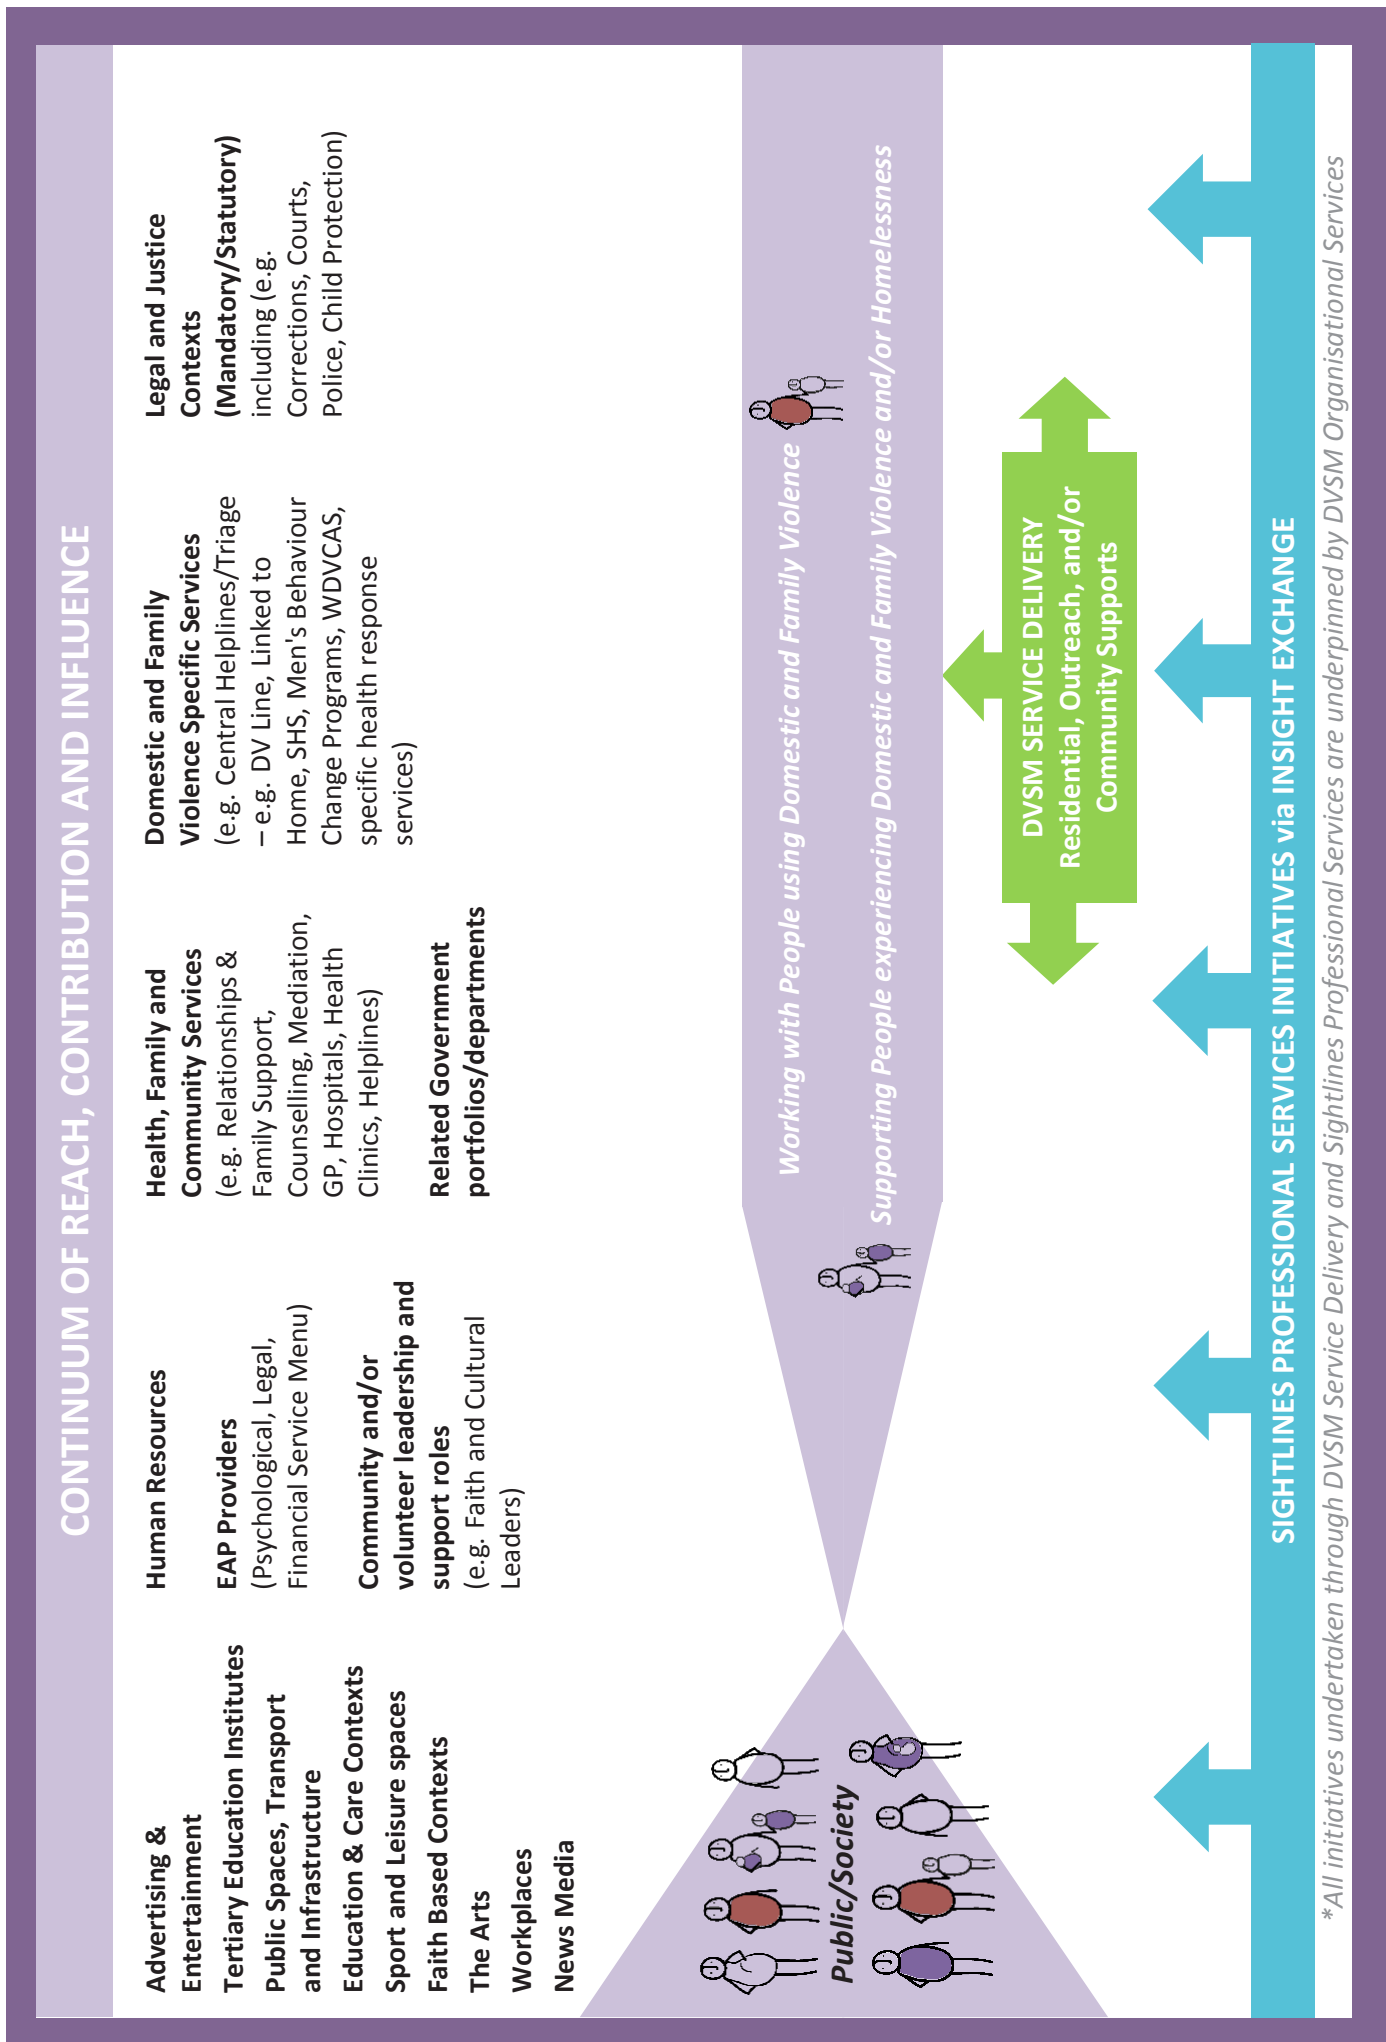 CONTINUUM OF REACH, CONTRIBUTION AND INFLUENCE
Advertising &
Entertainment
Tertiary Education Institutes
Public Spaces, Transport
and Infrastructure
Education & Care Contexts
Sport and Leisure spaces
Faith Based Contexts
The Arts
Workplaces
News Media
Human Resources
EAP Providers
(Psychological, Legal,
Financial Service Menu)
Community and/or
volunteer leadership and
support roles
(e.g. Faith and Cultural
Leaders)
Health, Family and
Community Services
(e.g. Relationships &
Family Support,
Counselling, Mediation,
GP, Hospitals, Health
Clinics, Helplines)
Related Government
portfolios/departments
Domestic and Family
Violence Specific Services
(e.g. Central Helplines/Triage
– e.g. DV Line, Linked to
Home, SHS, Men's Behaviour
Change Programs, WDVCAS,
specific health response
services)
Legal and Justice
Contexts
(Mandatory/Statutory)
including (e.g.
Corrections, Courts,
Police, Child Protection)
Public/Society
Working with People using Domestic and Family Violence
Supporting People experiencing Domestic and Family Violence and/or Homelessness
DVSM SERVICE DELIVERY
Residential, Outreach, and/or
Community Supports
SIGHTLINES PROFESSIONAL SERVICES INITIATIVES via INSIGHT EXCHANGE
*All initiatives undertaken through DVSM Service Delivery and Sightlines Professional Services are underpinned by DVSM Organisational Services